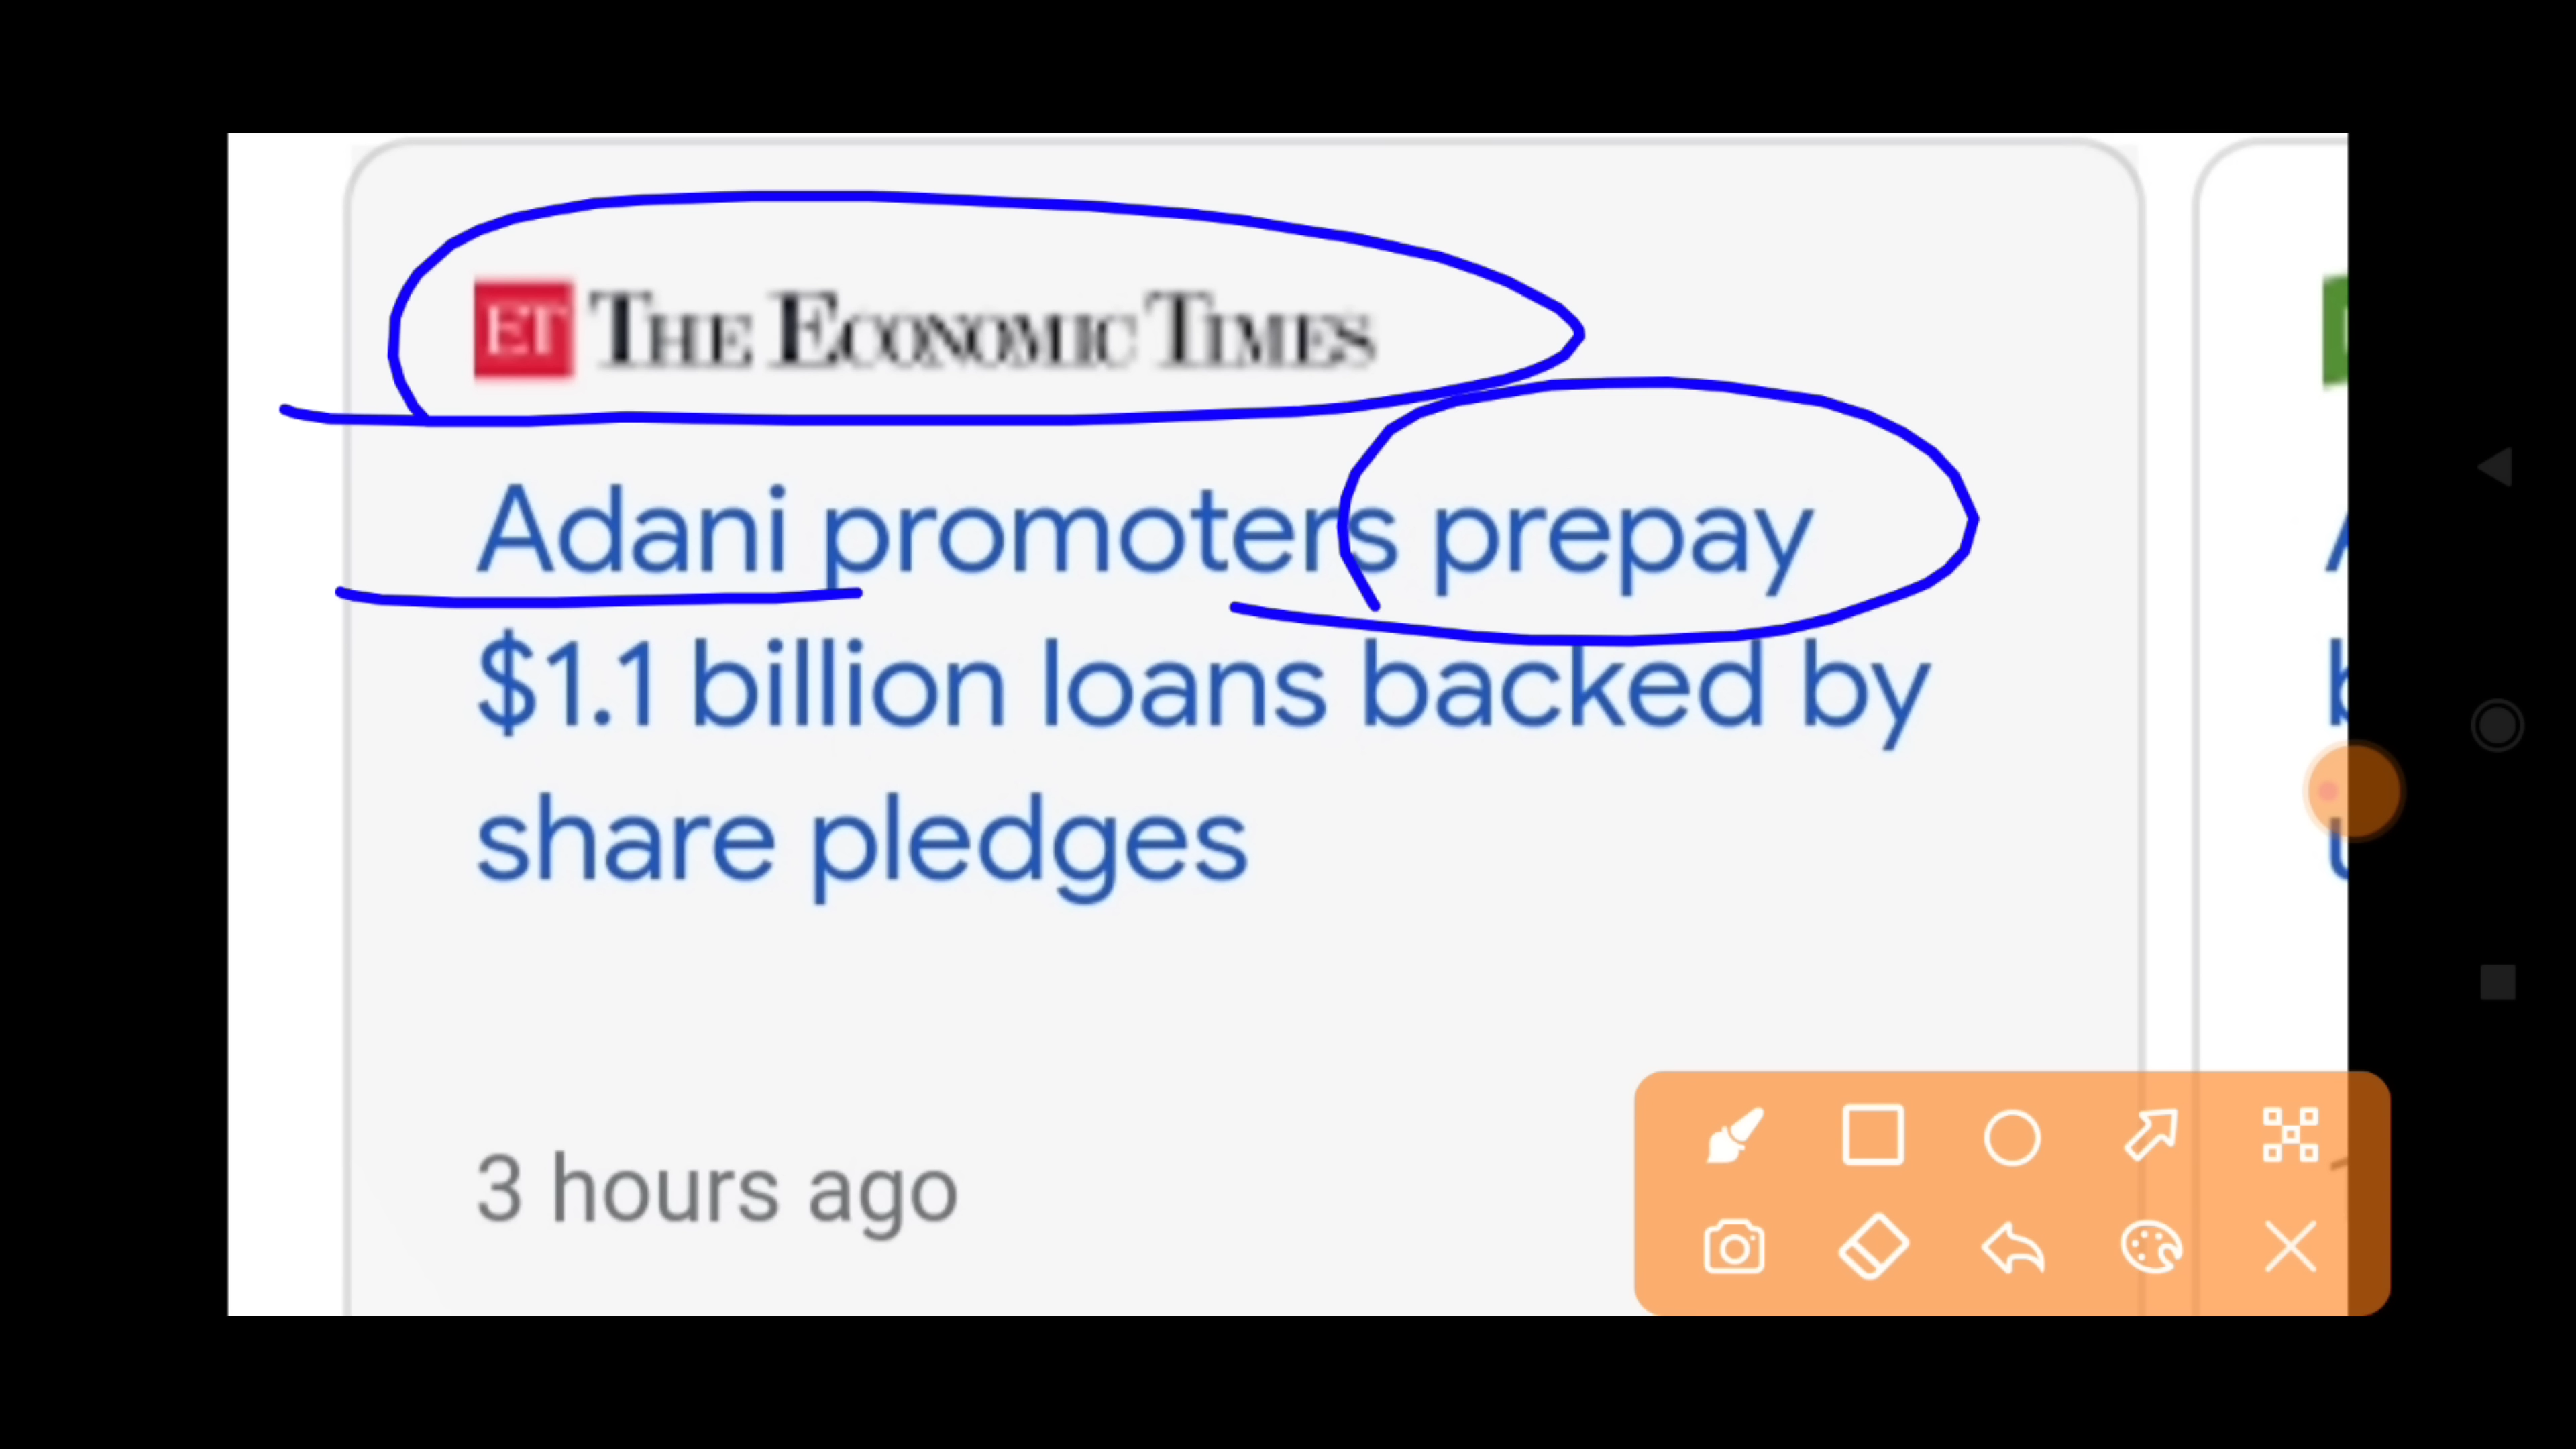 ET THE ECONOMIC TIMES
Adani promoters prepay
$1.1 billion loans backed by
share pledges
3 hours ago